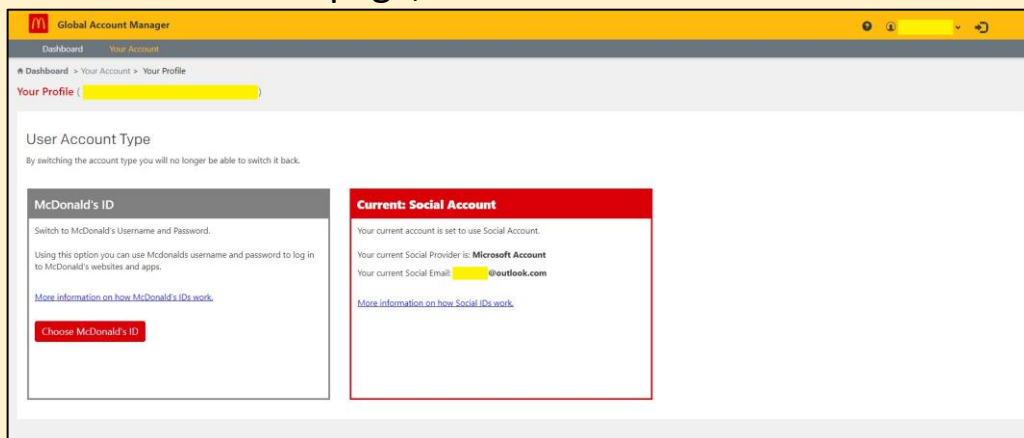 Global Account Manager
Dashboard Your Account
Dashboard > Your Account > Your Profile
Your Profile ( )
User Account Type
By switching the account type you will no longer be able to switch it back.
McDonald's ID
Switch to McDonald's Username and Password.
Using this option you can use Mcdonalds username and password to log in
to McDonald's websites and apps.
More information on how McDonald's IDs work.
Choose McDonald's ID
Current: Social Account
Your current account is set to use Social Account.
Your current Social Provider is: Microsoft Account
Your current Social Email: @outlook.com
More information on how Social IDs work.